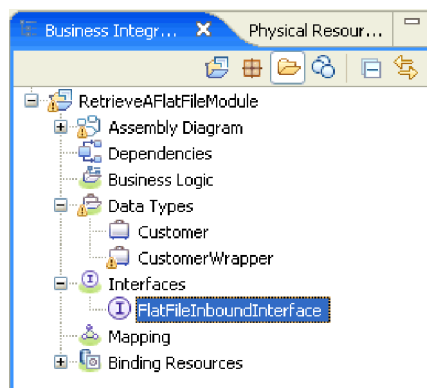 Business Integr... Physical Resour...
RetrieveAFlatFileModule
Assembly Diagram
Dependencies
Business Logic
Data Types
Customer
CustomerWrapper
Interfaces
FlatFileInboundInterface
Mapping
Binding Resources